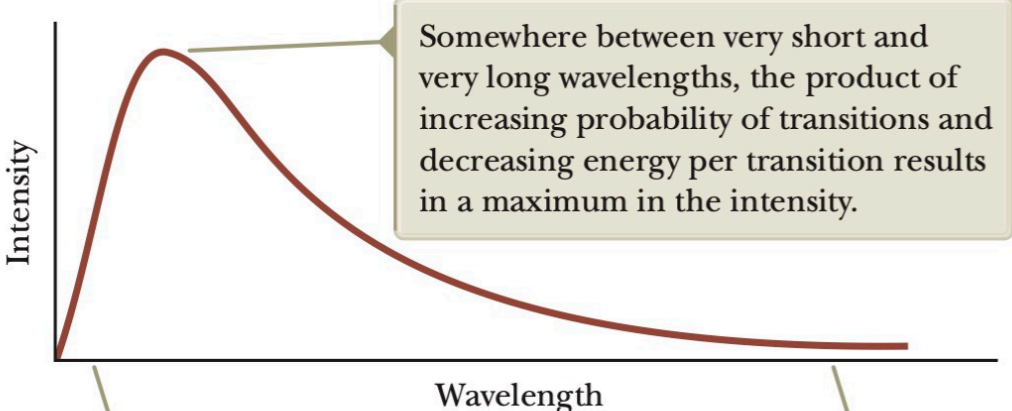 Somewhere between very short and
very long wavelengths, the product of
increasing probability of transitions and
decreasing energy per transition results
in a maximum in the intensity.
Intensity
Wavelength